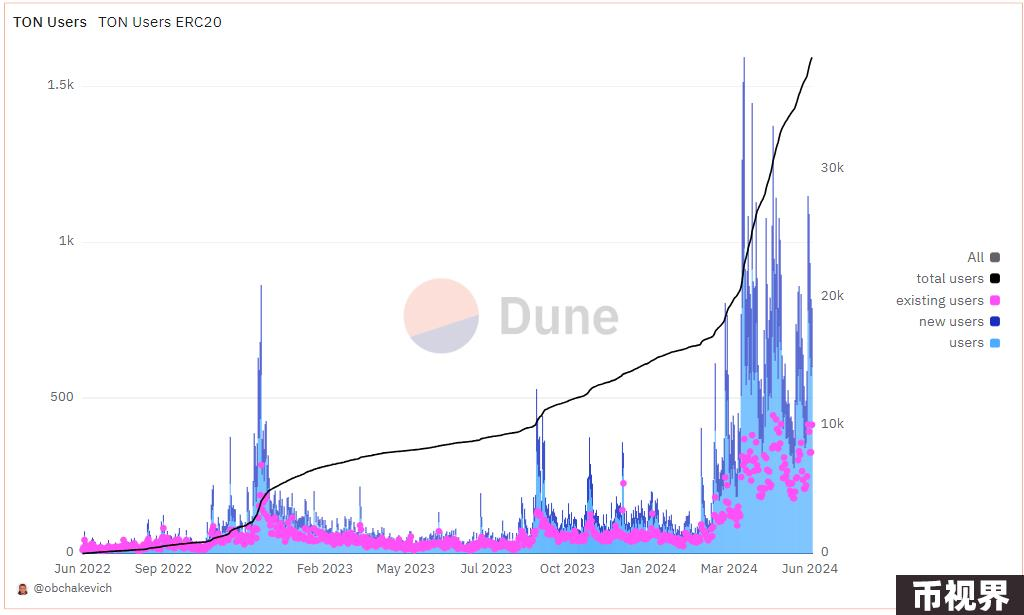 TON Users TON Users ERC20
1.5k
1k
500
0
30k
20k
10k
0
Dune
All
total users
existing users
new users
users
Jun 2022 Sep 2022 Nov 2022 Feb 2023 May 2023 Jul 2023 Oct 2023 Jan 2024 Mar 2024 Jun 2024
@obchakevich
币视界